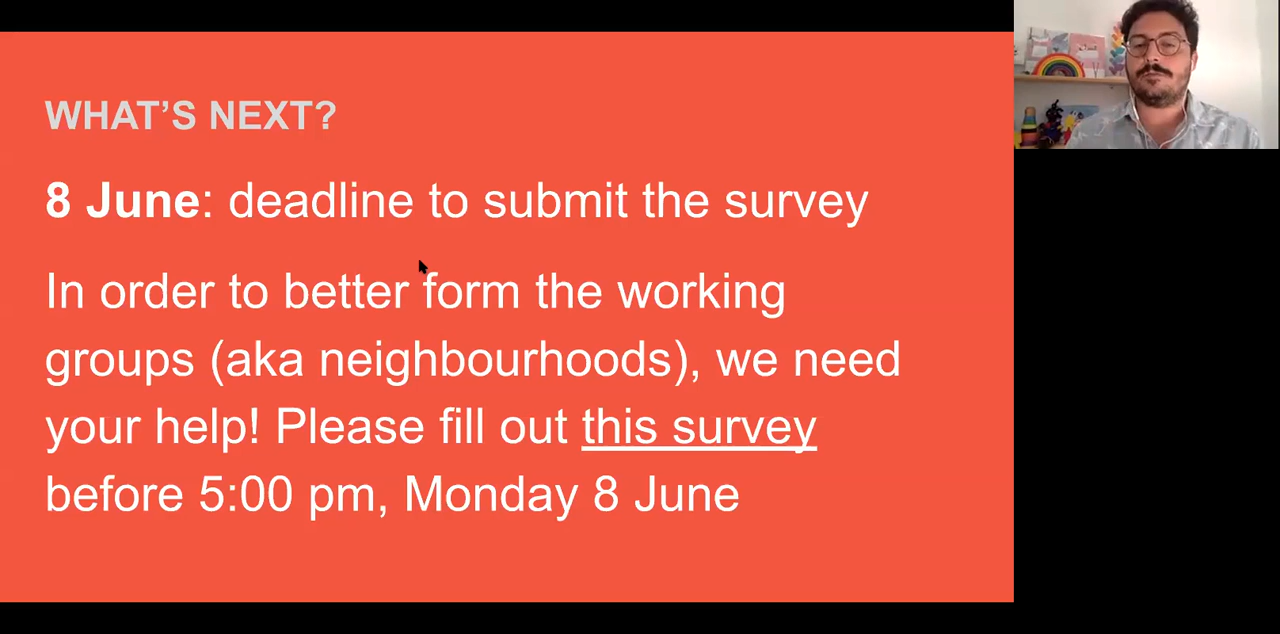 WHAT’S NEXT?
8 June: deadline to submit the survey
In order to better form the working
groups (aka neighbourhoods), we need
your help! Please fill out this survey
before 5:00 pm, Monday 8 June